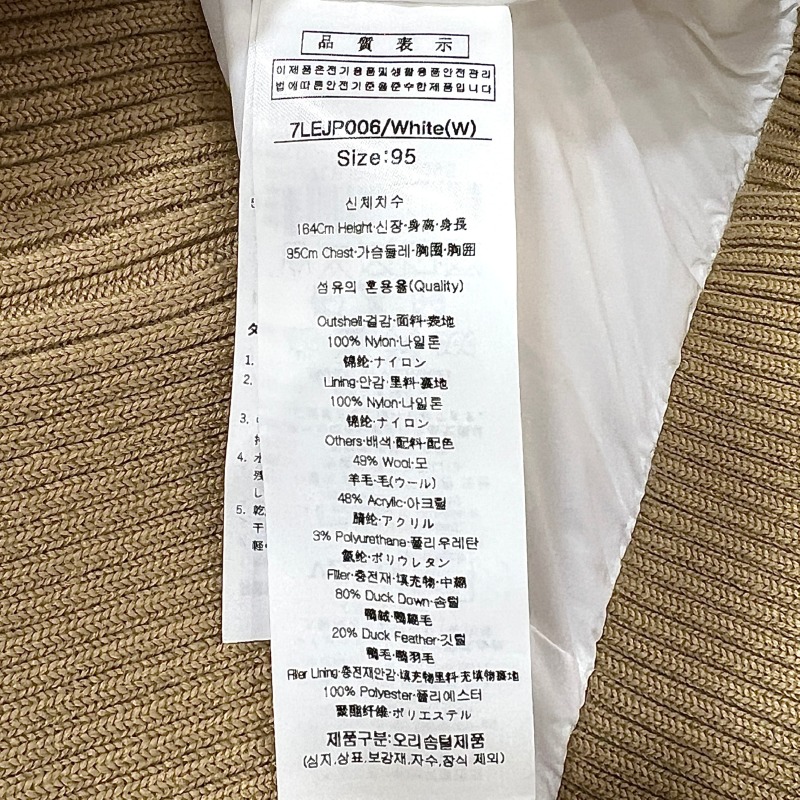 品質表示
이제품은전기용품및생활용품안전관리
법에따른안전기준을준수한제품입니다
7LEJP006/White(W)
Size:95
신체치수
164Cm Height·신장·身高·身長
95Cm Chest·가슴둘레·胸围·胸囲
섬유의 혼용율(Quality)
Outshell·겉감·面料·表地
100% Nylon·나일론
锦纶·ナイロン
Lining·안감·里料·裏地
100% Nylon·나일론
锦纶·ナイロン
Others·배색·配料·配色
49% Wool·모
羊毛·毛(ウール)
48% Acrylic·아크릴
腈纶·アクリル
3% Polyurethane·폴리우레탄
氨纶·ポリウレタン
Filler·충전재·填充物·中綿
80% Duck Down·솜털
鸭绒·鴨綿毛
20% Duck Feather·깃털
鸭毛·鴨羽毛
Filler Lining·충전재안감·填充物里料·充填物裏地
100% Polyester·폴리에스터
聚酯纤维·ポリエステル
제품구분:오리솜털제품
(심지,상표,보강재,자수,장식 제외)
1.
2.
3.
4.
5. 乾
干